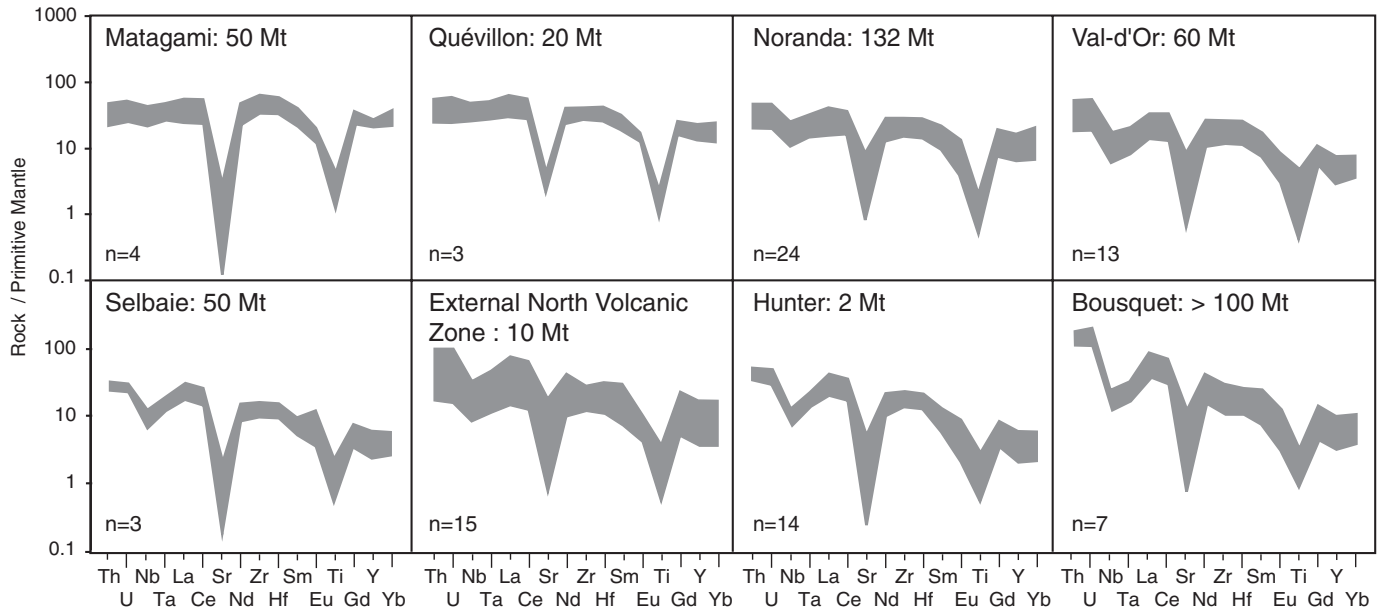 Rock / Primitive Mantle
1000
100
10
1
0.1
Matagami: 50 Mt
n=4
Quévillon: 20 Mt
n=3
Noranda: 132 Mt
n=24
Val-d'Or: 60 Mt
n=13
100
10
1
0.1
Selbaie: 50 Mt
n=3
External North Volcanic
Zone : 10 Mt
n=15
Hunter: 2 Mt
n=14
Bousquet: > 100 Mt
n=7
Th Nb La Sr Zr Sm Ti Y
U Ta Ce Nd Hf Eu Gd Yb
Th Nb La Sr Zr Sm Ti Y
U Ta Ce Nd Hf Eu Gd Yb
Th Nb La Sr Zr Sm Ti Y
U Ta Ce Nd Hf Eu Gd Yb
Th Nb La Sr Zr Sm Ti Y
U Ta Ce Nd Hf Eu Gd Yb